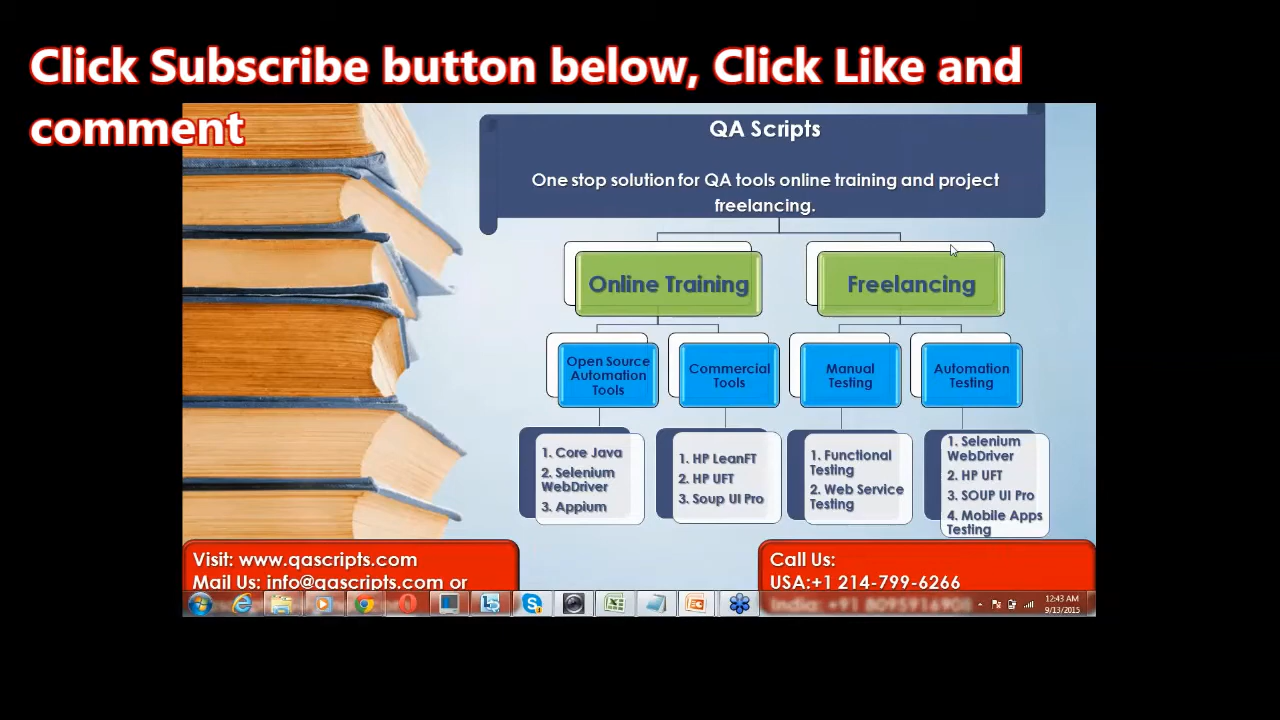 Click Subscribe button below, Click Like and
comment
QA Scripts
One stop solution for QA tools online training and project
freelancing.
Online Training
Freelancing
Open Source
Automation
Tools
Commercial
Tools
Manual
Testing
Automation
Testing
1. Core Java
2. Selenium
WebDriver
3. Appium
1. HP LeanFT
2. HP UFT
3. Soup UI Pro
1. Functional
Testing
2. Web Service
Testing
1. Selenium
WebDriver
2. HP UFT
3. SOUP UI Pro
4. Mobile Apps
Testing
Visit: www.qascripts.com
Mail Us: info@qascripts.com or
Call Us:
USA:+1 214-799-6266
India: +91
12:43 AM
9/13/2015